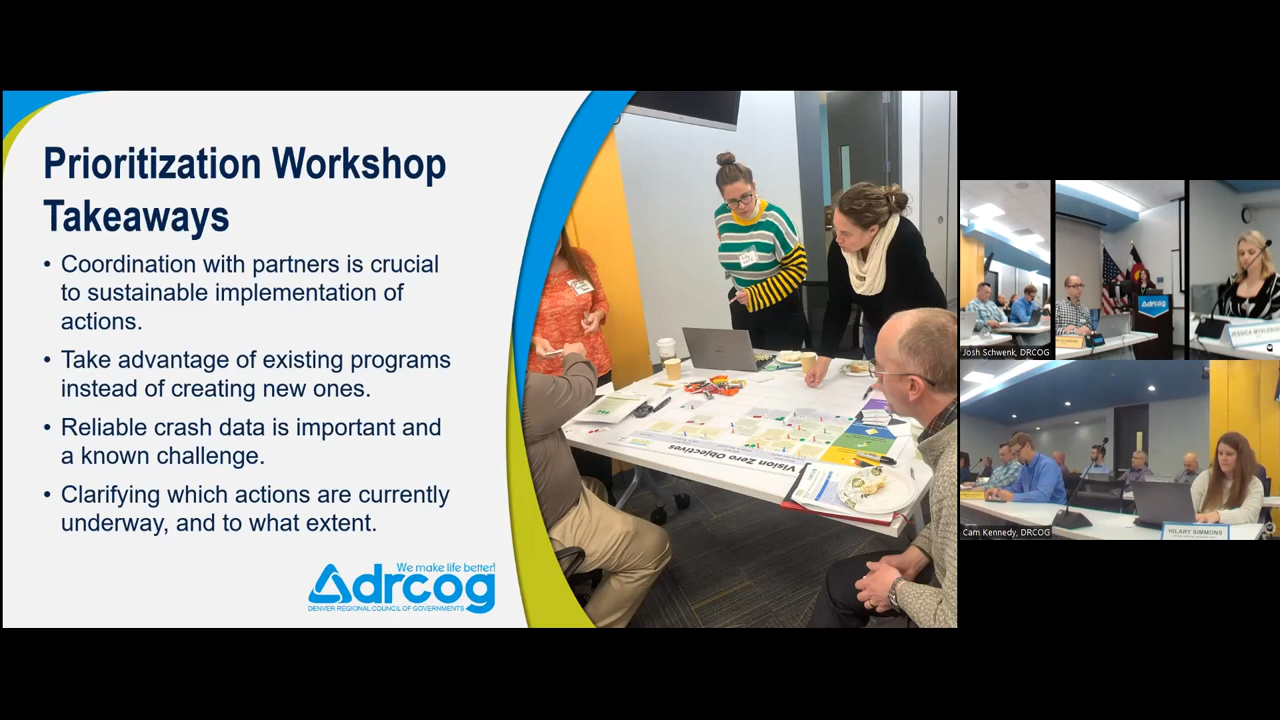 Prioritization Workshop
Takeaways
• Coordination with partners is crucial
to sustainable implementation of
actions.
• Take advantage of existing programs
instead of creating new ones.
• Reliable crash data is important and
a known challenge.
• Clarifying which actions are currently
underway, and to what extent.
We make life better!
drcog
DENVER REGIONAL COUNCIL OF GOVERNMENTS
Vision Zero Objectives
drcog
Josh Schwenk, DRCOG
Cam Kennedy, DRCOG
HILARY SIMMONS